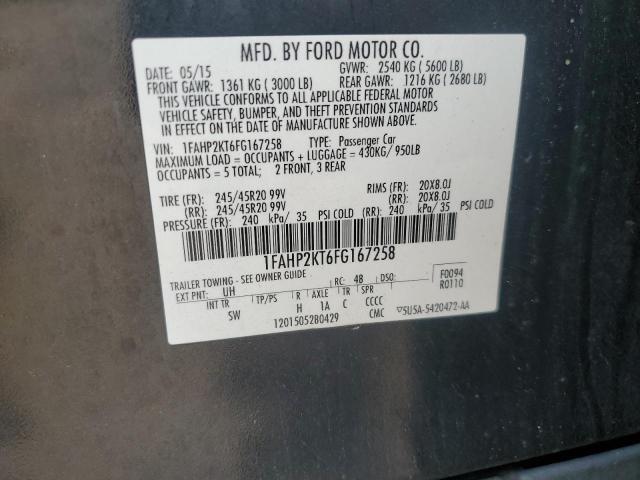 MFD. BY FORD MOTOR CO.
DATE: 05/15 GVWR: 2540 KG ( 5600 LB)
FRONT GAWR: 1361 KG ( 3000 LB) REAR GAWR: 1216 KG ( 2680 LB)
THIS VEHICLE CONFORMS TO ALL APPLICABLE FEDERAL MOTOR
VEHICLE SAFETY, BUMPER, AND THEFT PREVENTION STANDARDS
IN EFFECT ON THE DATE OF MANUFACTURE SHOWN ABOVE.
VIN: 1FAHP2KT6FG167258 TYPE: Passenger Car
MAXIMUM LOAD = OCCUPANTS + LUGGAGE = 430KG/ 950LB
OCCUPANTS = 5 TOTAL; 2 FRONT, 3 REAR
TIRE (FR): 245/45R20 99V RIMS (FR): 20X8.0J
(RR): 245/45R20 99V (RR): 20X8.0J
PRESSURE (FR): 240 kPa/ 35 PSI COLD (RR): 240 kPa/ 35 PSI COLD
1FAHP2KT6FG167258
TRAILER TOWING - SEE OWNER GUIDE
EXT PNT: UH RC: 48 DSO: F0094
INT TR TP/PS R AXLE TR SPR R0110
SW H 1A C CCCC
12015052B0429 CMC ▽5U5A-5420472-AA